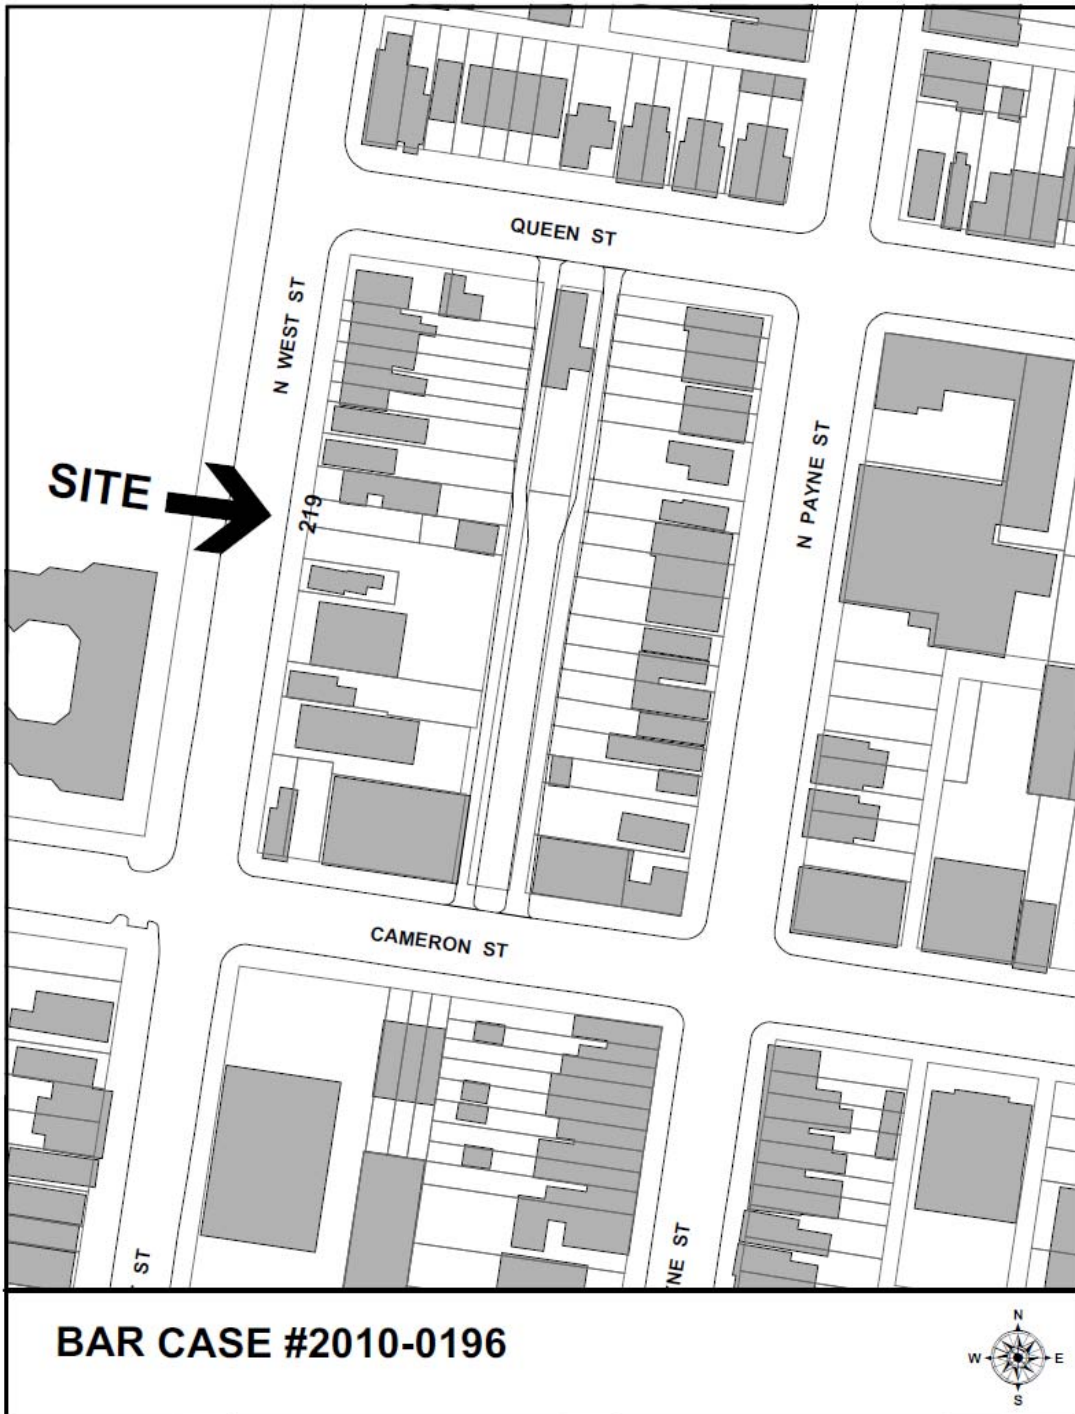 QUEEN ST
N WEST ST
N PAYNE ST
SITE
219
CAMERON ST
ST
NE ST
BAR CASE #2010-0196
N
W E
S